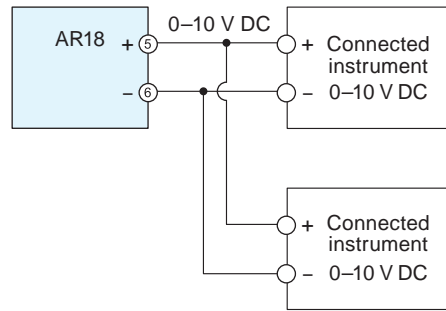 AR18 + 5 0–10 V DC
– 6
+ Connected
instrument
– 0–10 V DC
+ Connected
instrument
– 0–10 V DC